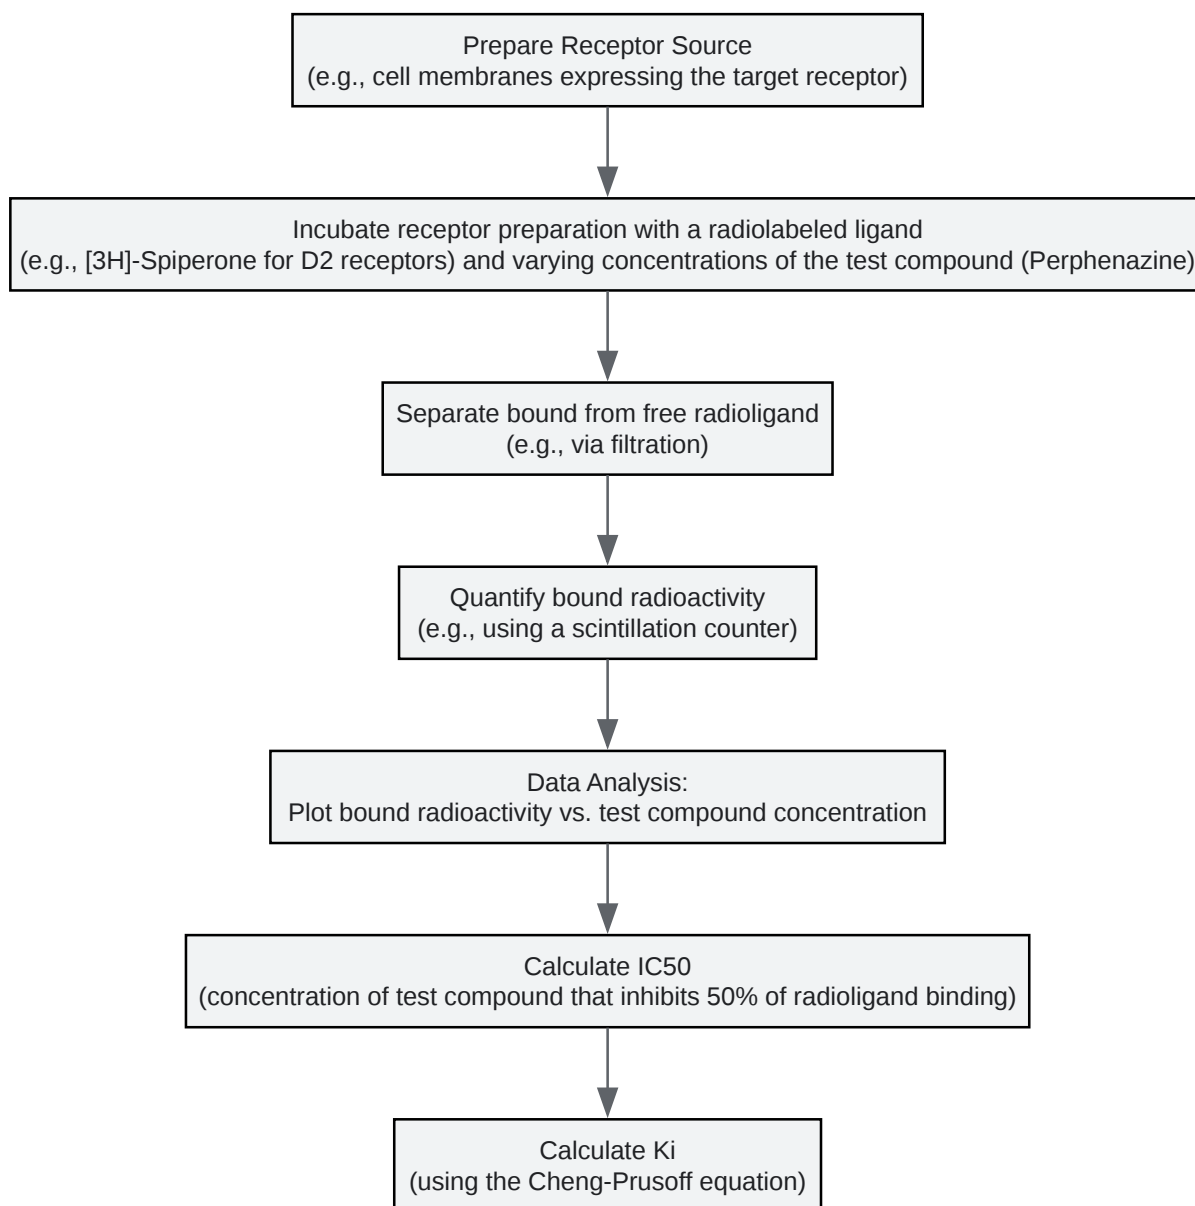 Prepare Receptor Source
(e.g., cell membranes expressing the target receptor)
Incubate receptor preparation with a radiolabeled ligand
(e.g., [3H]-Spiperone for D2 receptors) and varying concentrations of the test compound (Perphenazine)
Separate bound from free radioligand
(e.g., via filtration)
Quantify bound radioactivity
(e.g., using a scintillation counter)
Data Analysis:
Plot bound radioactivity vs. test compound concentration
Calculate IC50
(concentration of test compound that inhibits 50% of radioligand binding)
Calculate Ki
(using the Cheng-Prusoff equation)